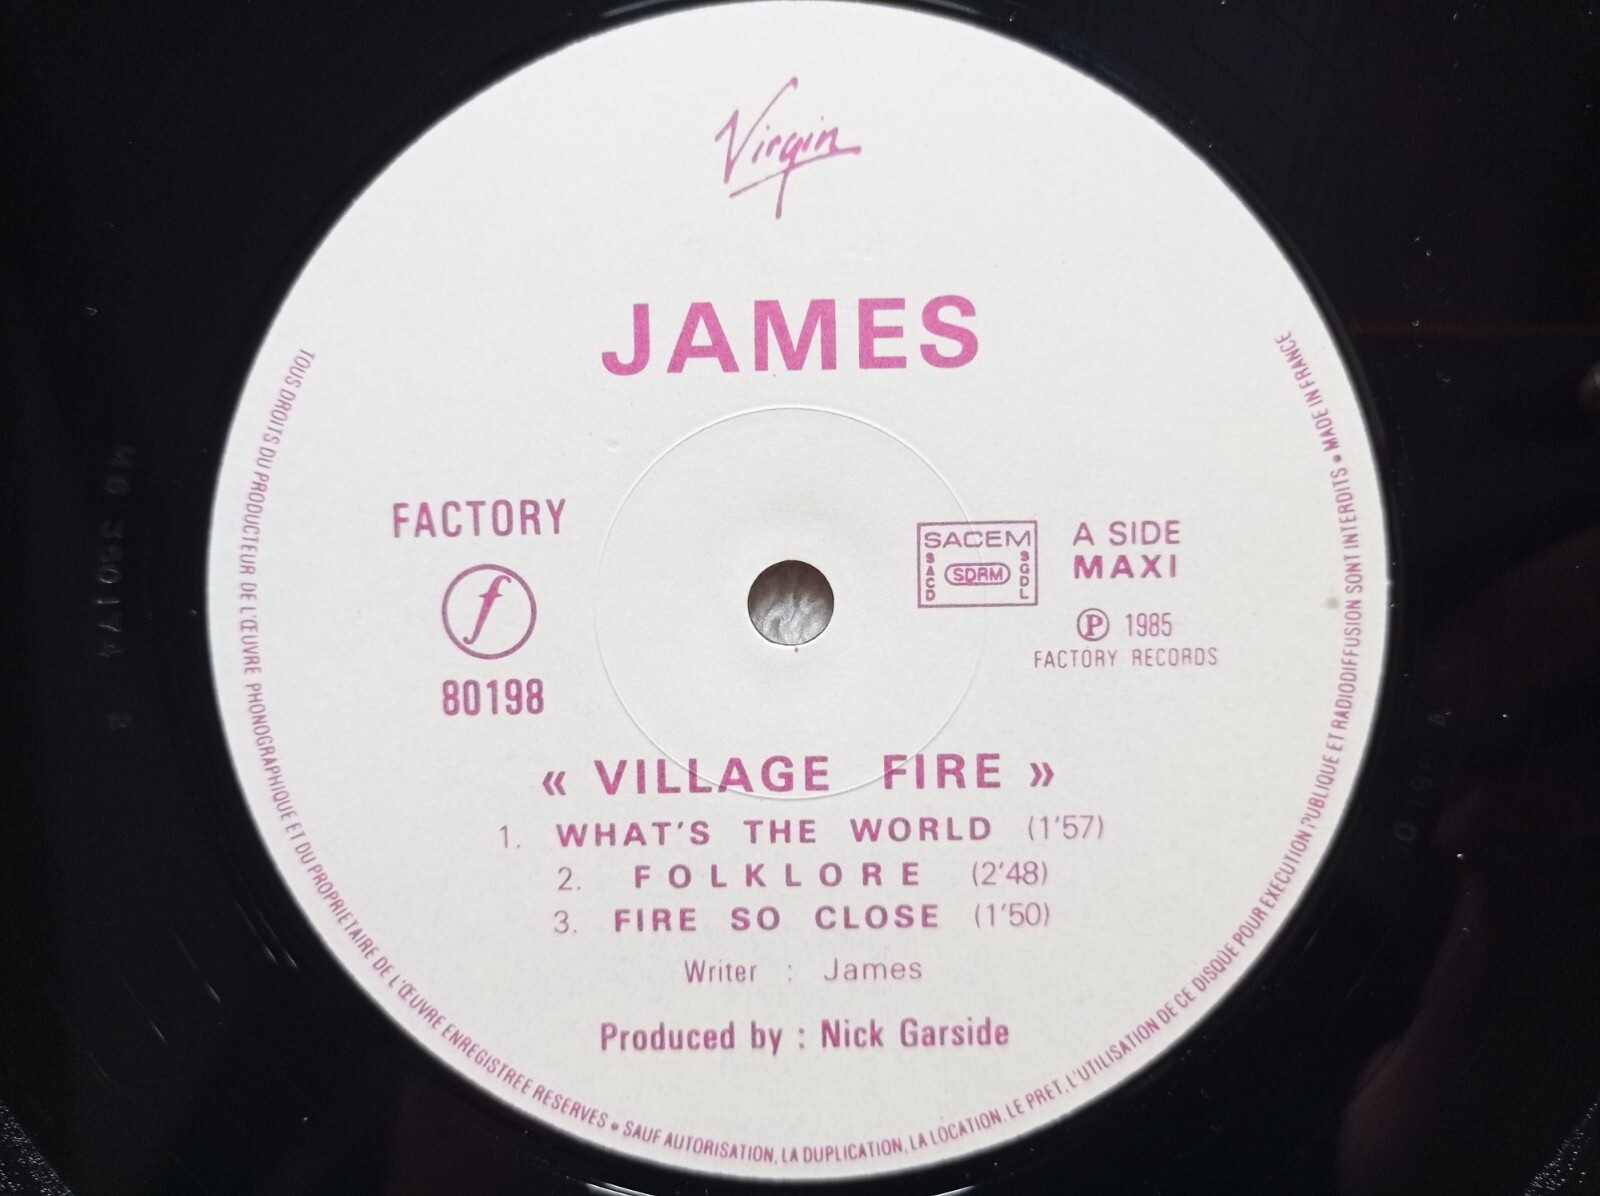 Virgin
JAMES
FACTORY
f
80198
SACEM
SACD
SDRM
SGDL
A SIDE
MAXI
Ⓟ 1985
FACTORY RECORDS
« VILLAGE FIRE »
1. WHAT'S THE WORLD (1'57)
2. FOLKLORE (2'48)
3. FIRE SO CLOSE (1'50)
Writer : James
Produced by : Nick Garside
TOUS DROITS DU PRODUCTEUR DE L'ŒUVRE PHONOGRAPHIQUE ET DU PROPRIETAIRE DE L'ŒUVRE ENREGISTREE RESERVES • SAUF AUTORISATION, LA DUPLICATION, LA LOCATION, LE PRET, L'UTILISATION DE CE DISQUE POUR EXECUTION PUBLIQUE ET RADIODIFFUSION SONT INTERDITS • MADE IN FRANCE